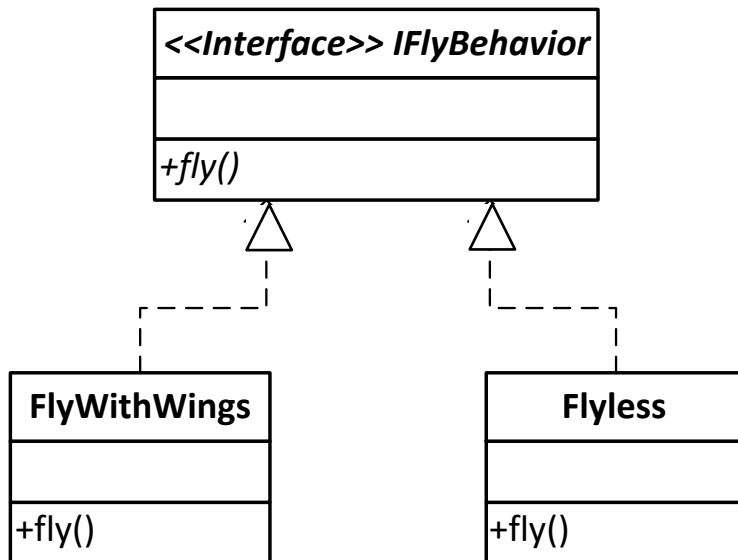 <<Interface>> IFlyBehavior
+fly()
FlyWithWings
+fly()
Flyless
+fly()